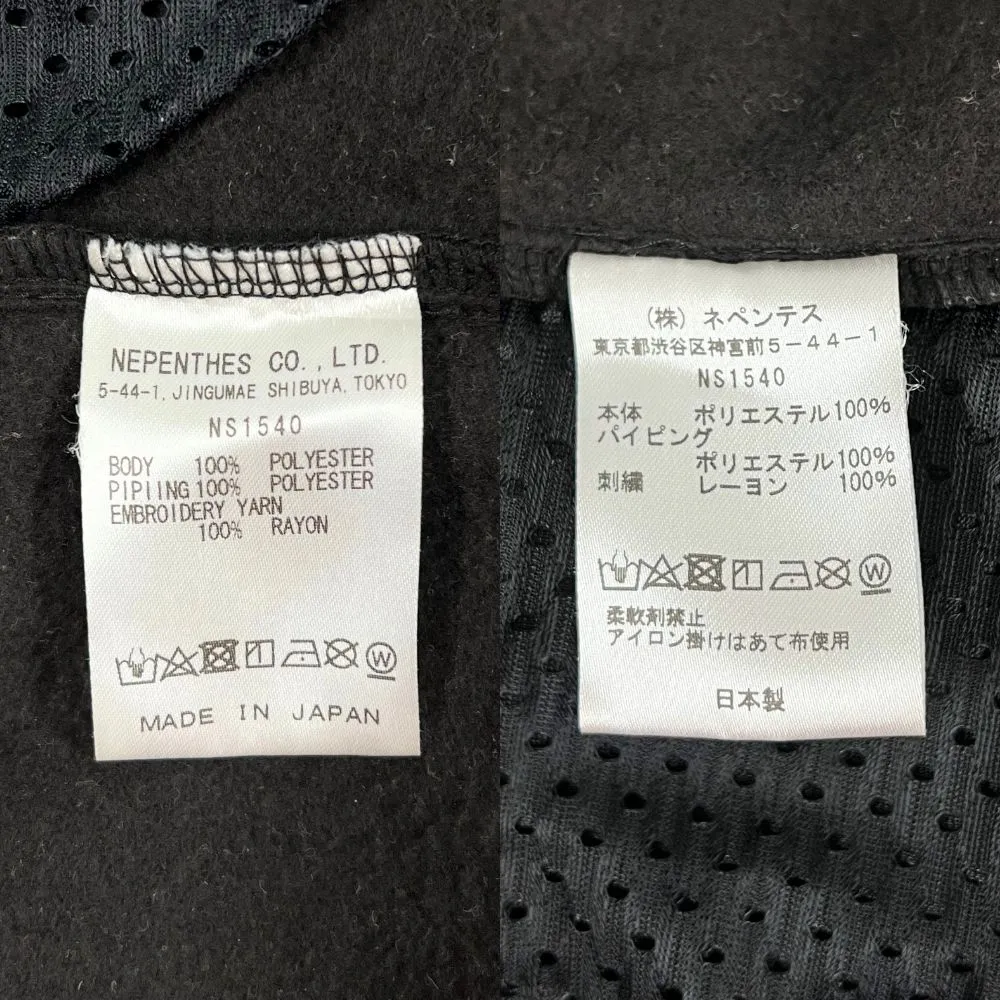 NEPENTHES CO., LTD.
5-44-1, JINGUMAE SHIBUYA, TOKYO
NS1540
BODY 100% POLYESTER
PIPIING 100% POLYESTER
EMBROIDERY YARN
100% RAYON
W
MADE IN JAPAN
(株) ネペンテス
東京都渋谷区神宮前5-44-1
NS1540
本体 ポリエステル100%
パイピング
ポリエステル100%
刺繍 レーヨン 100%
W
柔軟剤禁止
アイロン掛けはあて布使用
日本製